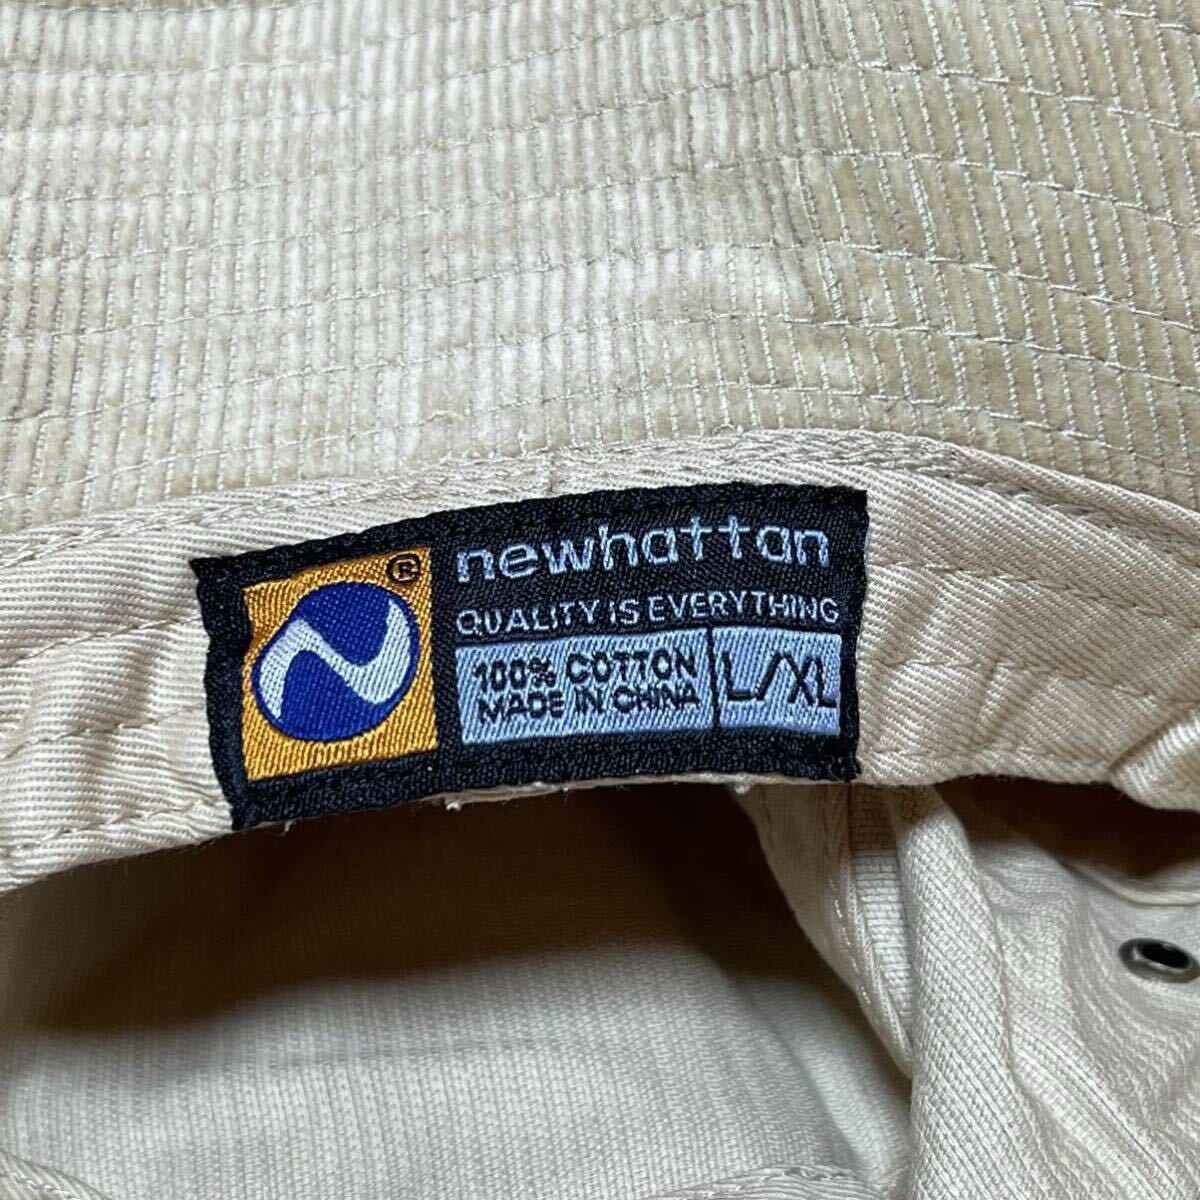 ®
newhattan
QUALITY IS EVERYTHING
100% COTTON
MADE IN CHINA
L/XL